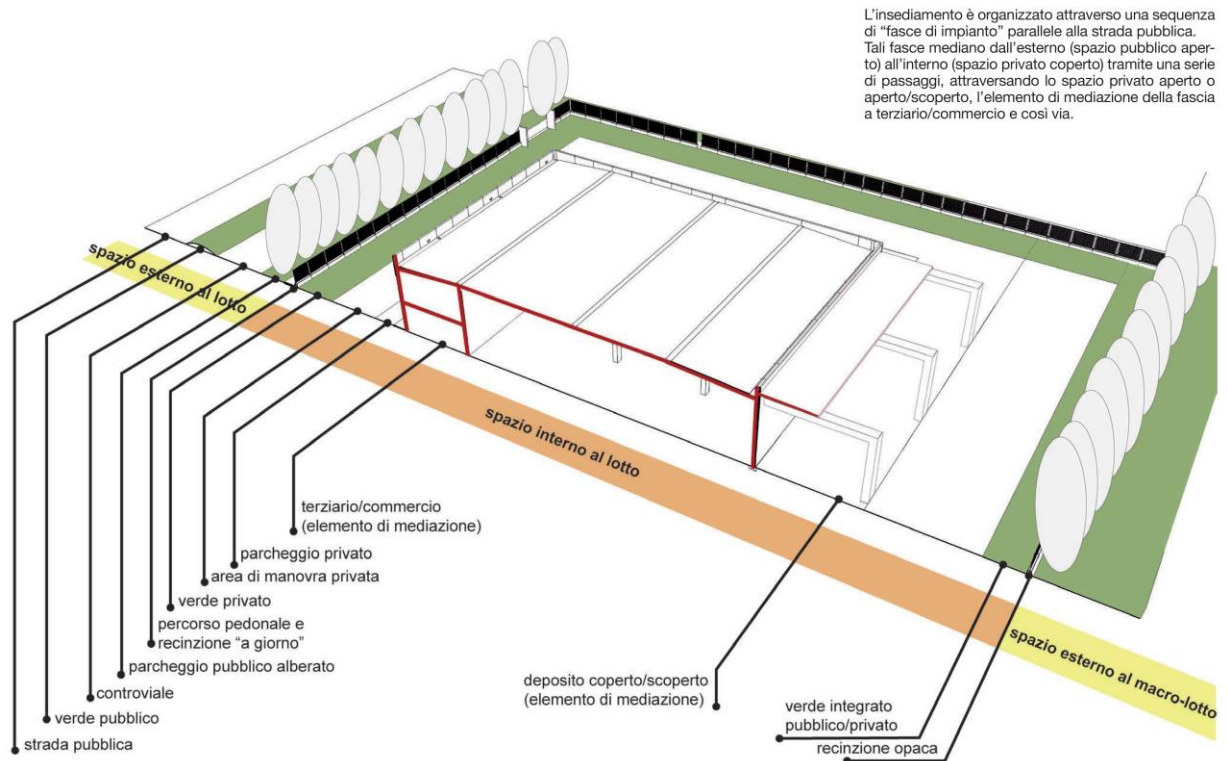 L'insediamento è organizzato attraverso una sequenza
di "fasce di impianto" parallele alla strada pubblica.
Tali fasce mediano dall'esterno (spazio pubblico aper-
to) all'interno (spazio privato coperto) tramite una serie
di passaggi, attraversando lo spazio privato aperto o
aperto/scoperto, l'elemento di mediazione della fascia
a terziario/commercio e così via.
spazio esterno al lotto
spazio interno al lotto
spazio esterno al macro-lotto
terziario/commercio
(elemento di mediazione)
parcheggio privato
area di manovra privata
verde privato
percorso pedonale e
recinzione "a giorno"
parcheggio pubblico alberato
controviale
verde pubblico
strada pubblica
deposito coperto/scoperto
(elemento di mediazione)
verde integrato
pubblico/privato
recinzione opaca